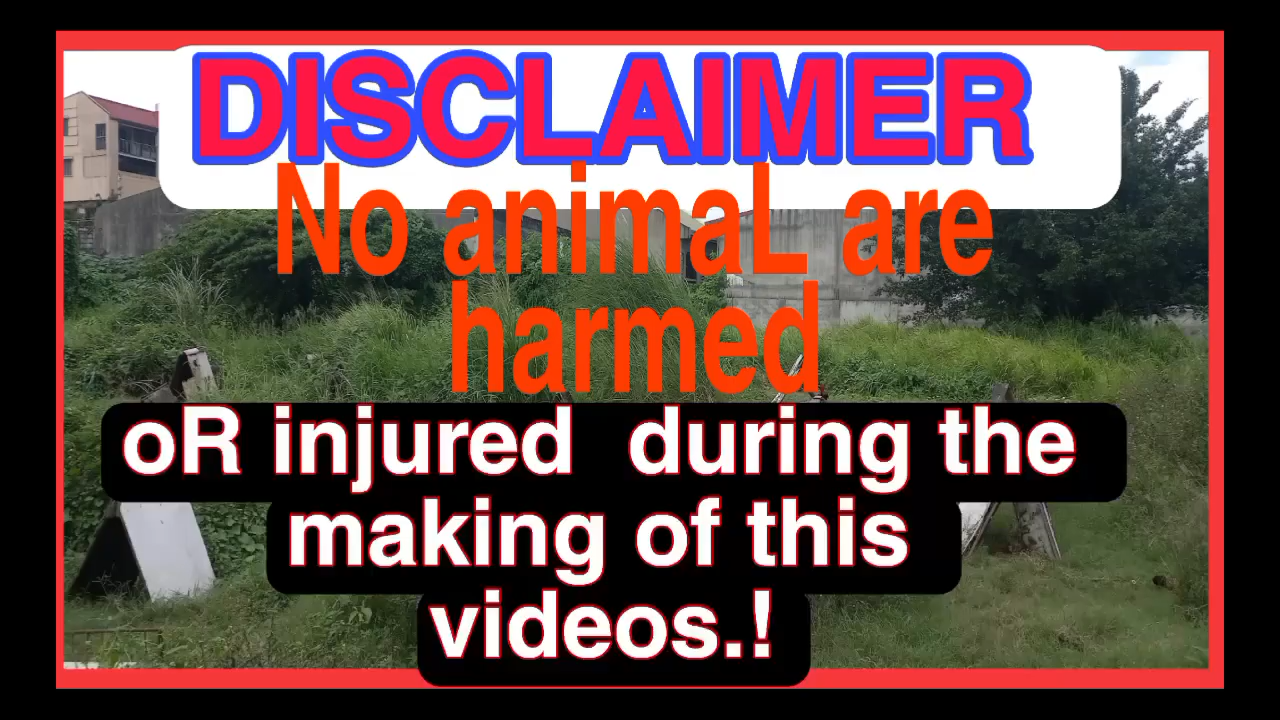 DISCLAIMER
No animaL are
harmed
oR injured during the
making of this
videos.!